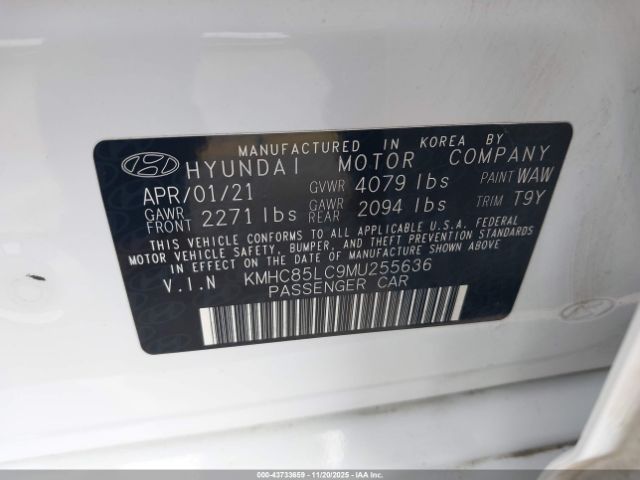 MANUFACTURED IN KOREA BY
HYUNDAI MOTOR COMPANY
APR/01/21 GVWR 4079 lbs PAINT WAW
GAWR FRONT 2271 lbs GAWR REAR 2094 lbs TRIM T9Y
THIS VEHICLE CONFORMS TO ALL APPLICABLE U.S.A. FEDERAL
MOTOR VEHICLE SAFETY, BUMPER, AND THEFT PREVENTION
STANDARDS IN EFFECT ON THE DATE OF MANUFACTURE SHOWN ABOVE.
V.I.N KMHC85LC9MU255636
PASSENGER CAR
000-43733659 - 11/20/2025 - IAAI.COM